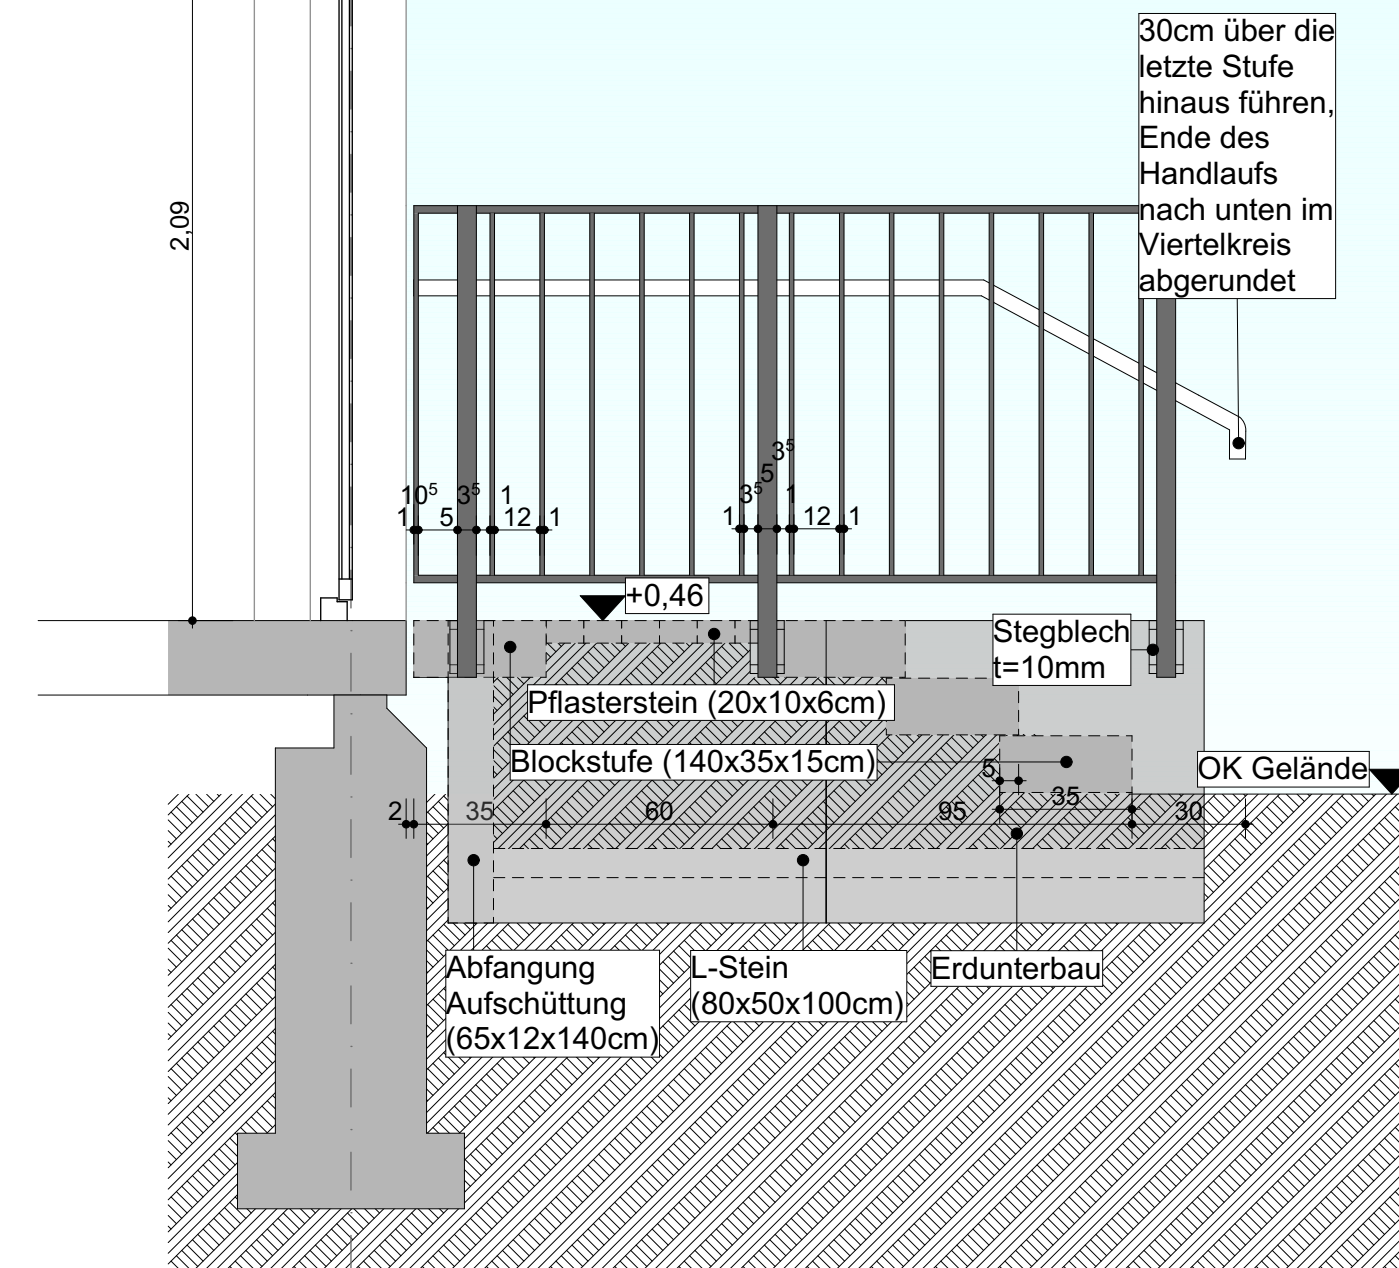 30cm über die
letzte Stufe
hinaus führen,
Ende des
Handlaufs
nach unten im
Viertelkreis
abgerundet
2,09
3⁵
5
10⁵ 3⁵ 1
3⁵ 1
1 5 12 1
1 12 1
+0,46
Stegblech
t=10mm
Pflasterstein (20x10x6cm)
Blockstufe (140x35x15cm)
5
OK Gelände
35
2 35 60 95 30
Abfangung
Aufschüttung
(65x12x140cm)
L-Stein
(80x50x100cm)
Erdunterbau